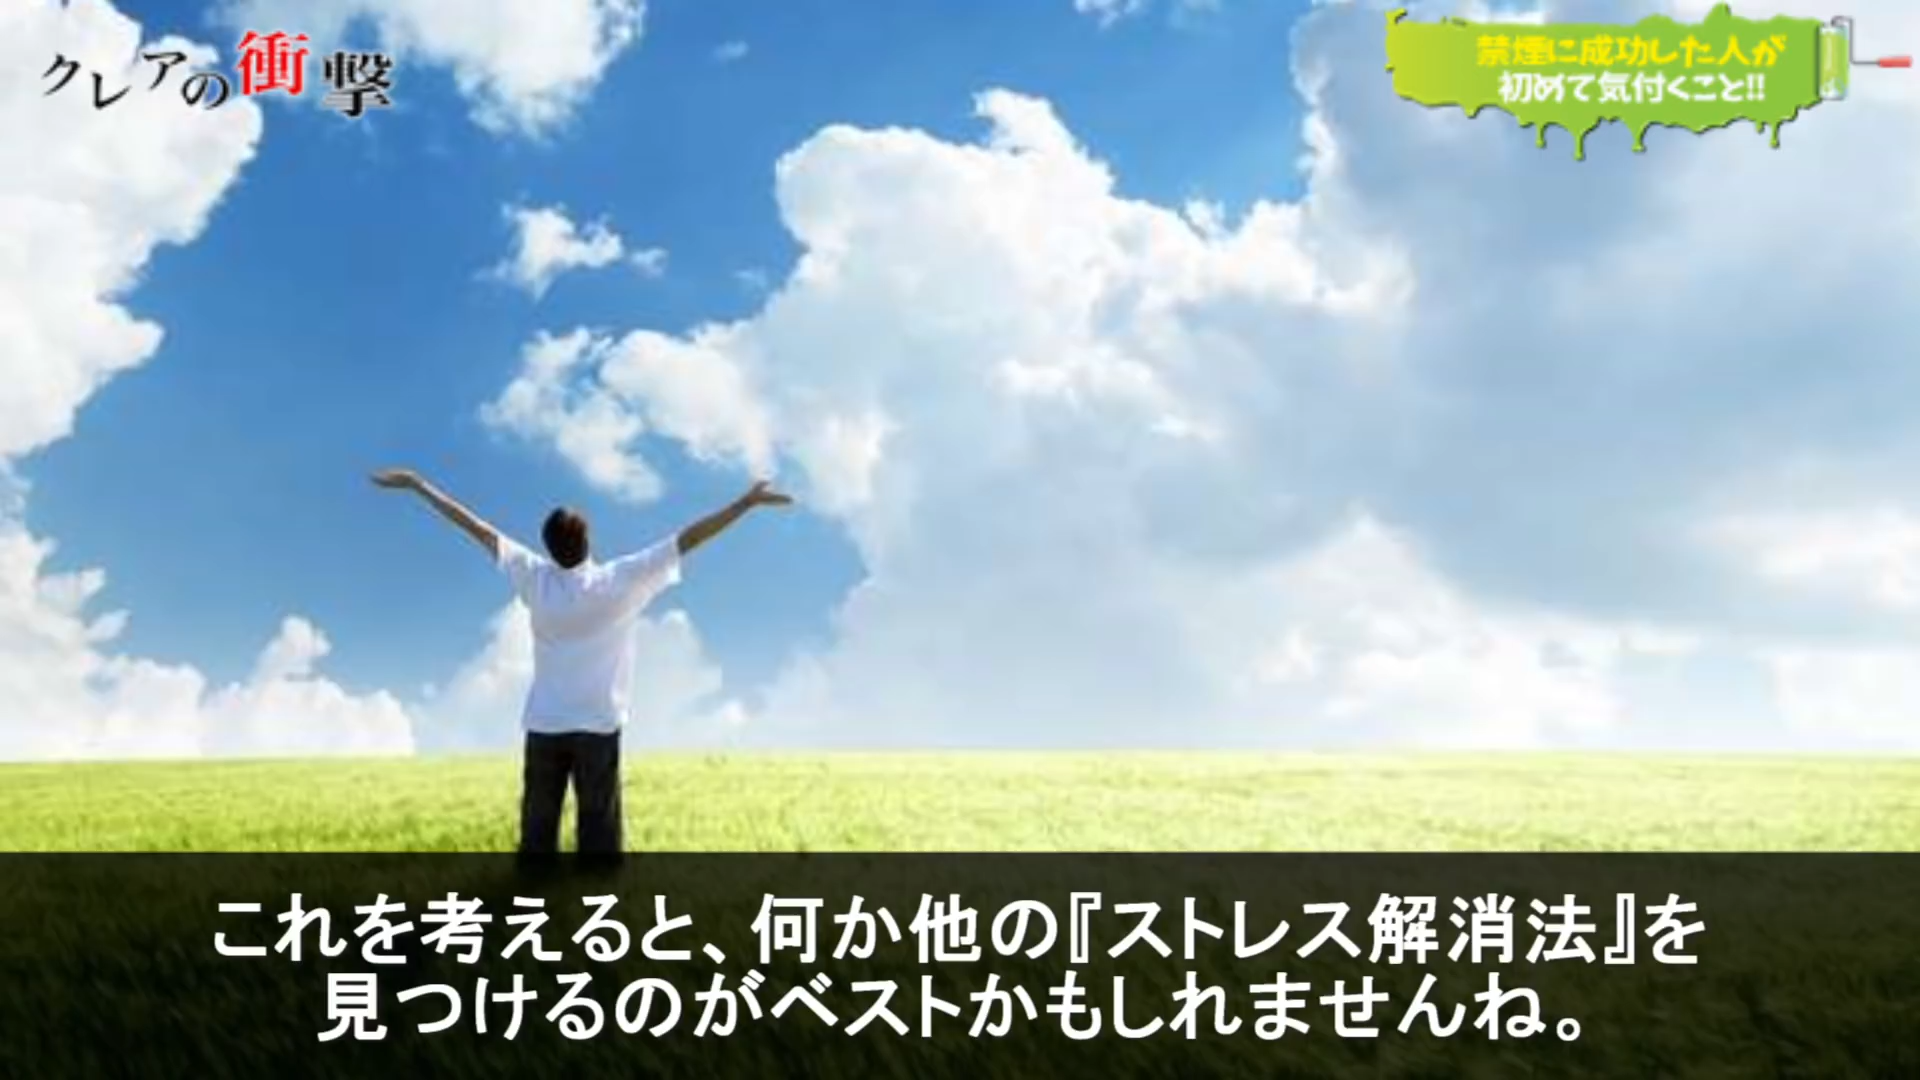 クレアの衝撃
禁煙に成功した人が
初めて気付くこと!!
これを考えると、何か他の『ストレス解消法』を
見つけるのがベストかもしれませんね。